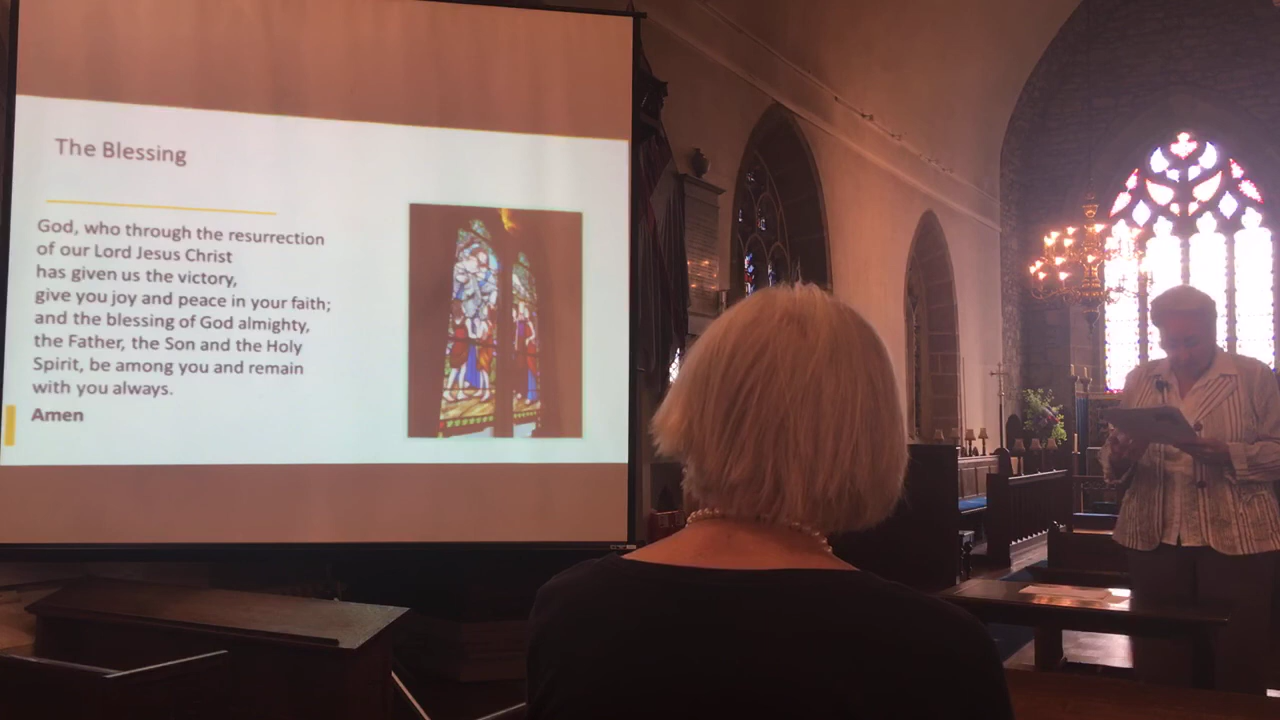 The Blessing
God, who through the resurrection
of our Lord Jesus Christ
has given us the victory,
give you joy and peace in your faith;
and the blessing of God almighty,
the Father, the Son and the Holy
Spirit, be among you and remain
with you always.
Amen